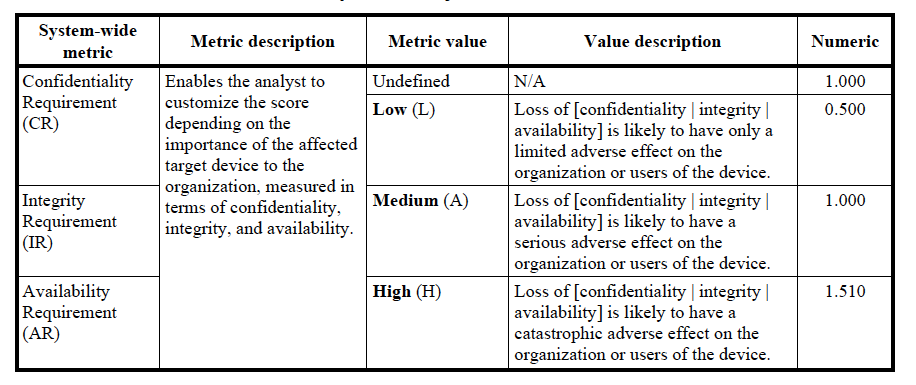 System-wide metric
Metric description
Metric value
Value description
Numeric
Confidentiality
Requirement
(CR)
Enables the analyst to
customize the score
depending on the
importance of the affected
target device to the
organization, measured in
terms of confidentiality,
integrity, and availability.
Undefined
N/A
1.000
Low (L)
Loss of [confidentiality | integrity |
availability] is likely to have only a
limited adverse effect on the
organization or users of the device.
0.500
Integrity
Requirement
(IR)
Medium (A)
Loss of [confidentiality | integrity |
availability] is likely to have a
serious adverse effect on the
organization or users of the device.
1.000
Availability
Requirement
(AR)
High (H)
Loss of [confidentiality | integrity |
availability] is likely to have a
catastrophic adverse effect on the
organization or users of the device.
1.510